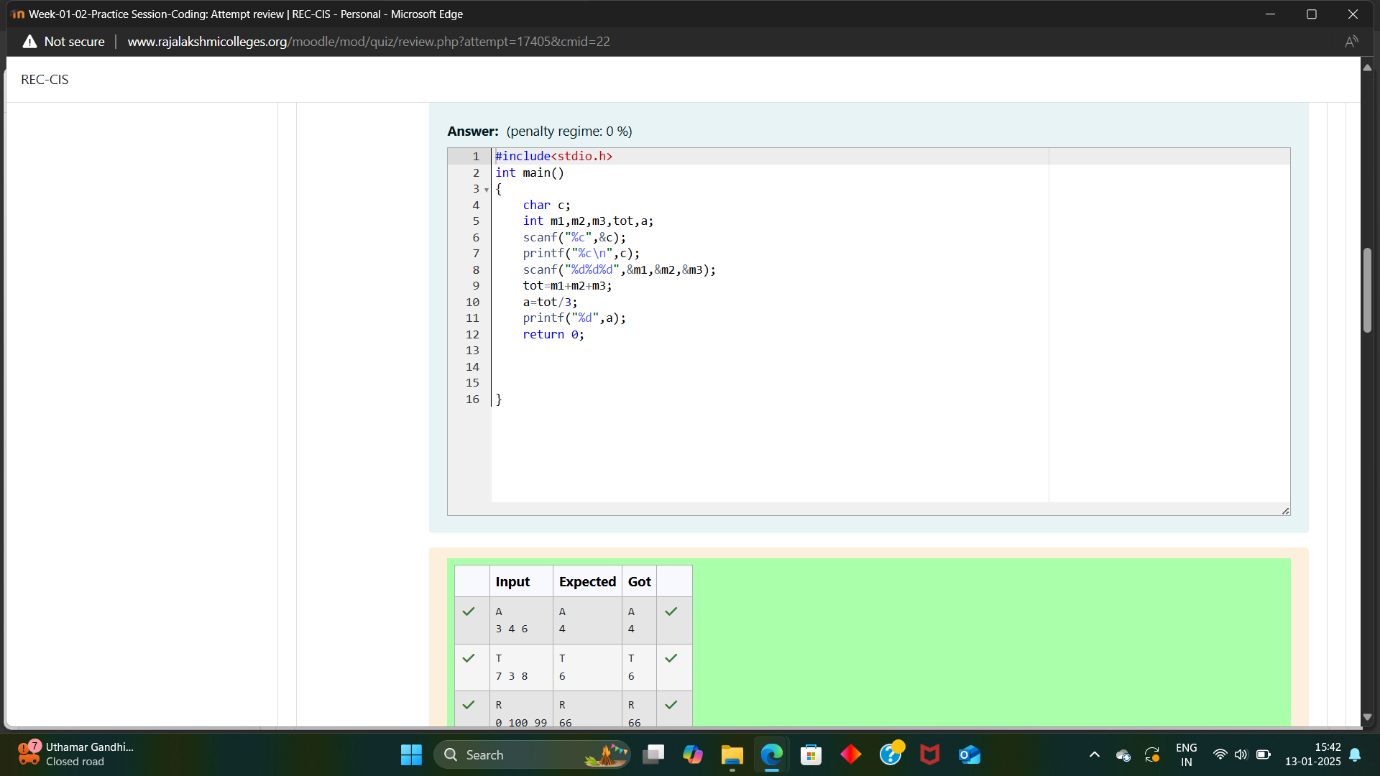 Week-01-02-Practice Session-Coding: Attempt review | REC-CIS - Personal - Microsoft Edge
Not secure | www.rajalakshmicolleges.org/moodle/mod/quiz/review.php?attempt=17405&cmid=22
REC-CIS
Answer: (penalty regime: 0 %)
1 #include<stdio.h>
2 int main()
3 {
4 char c;
5 int m1,m2,m3,tot,a;
6 scanf("%c",&c);
7 printf("%c\n",c);
8 scanf("%d%d%d",&m1,&m2,&m3);
9 tot=m1+m2+m3;
10 a=tot/3;
11 printf("%d",a);
12 return 0;
13
14
15
16 }
Input Expected Got
A A A
3 4 6 4 4
T T T
7 3 8 6 6
R R R
0 100 99 66 66
7 Uthamar Gandhi...
Closed road
Search
ENG
IN
15:42
13-01-2025